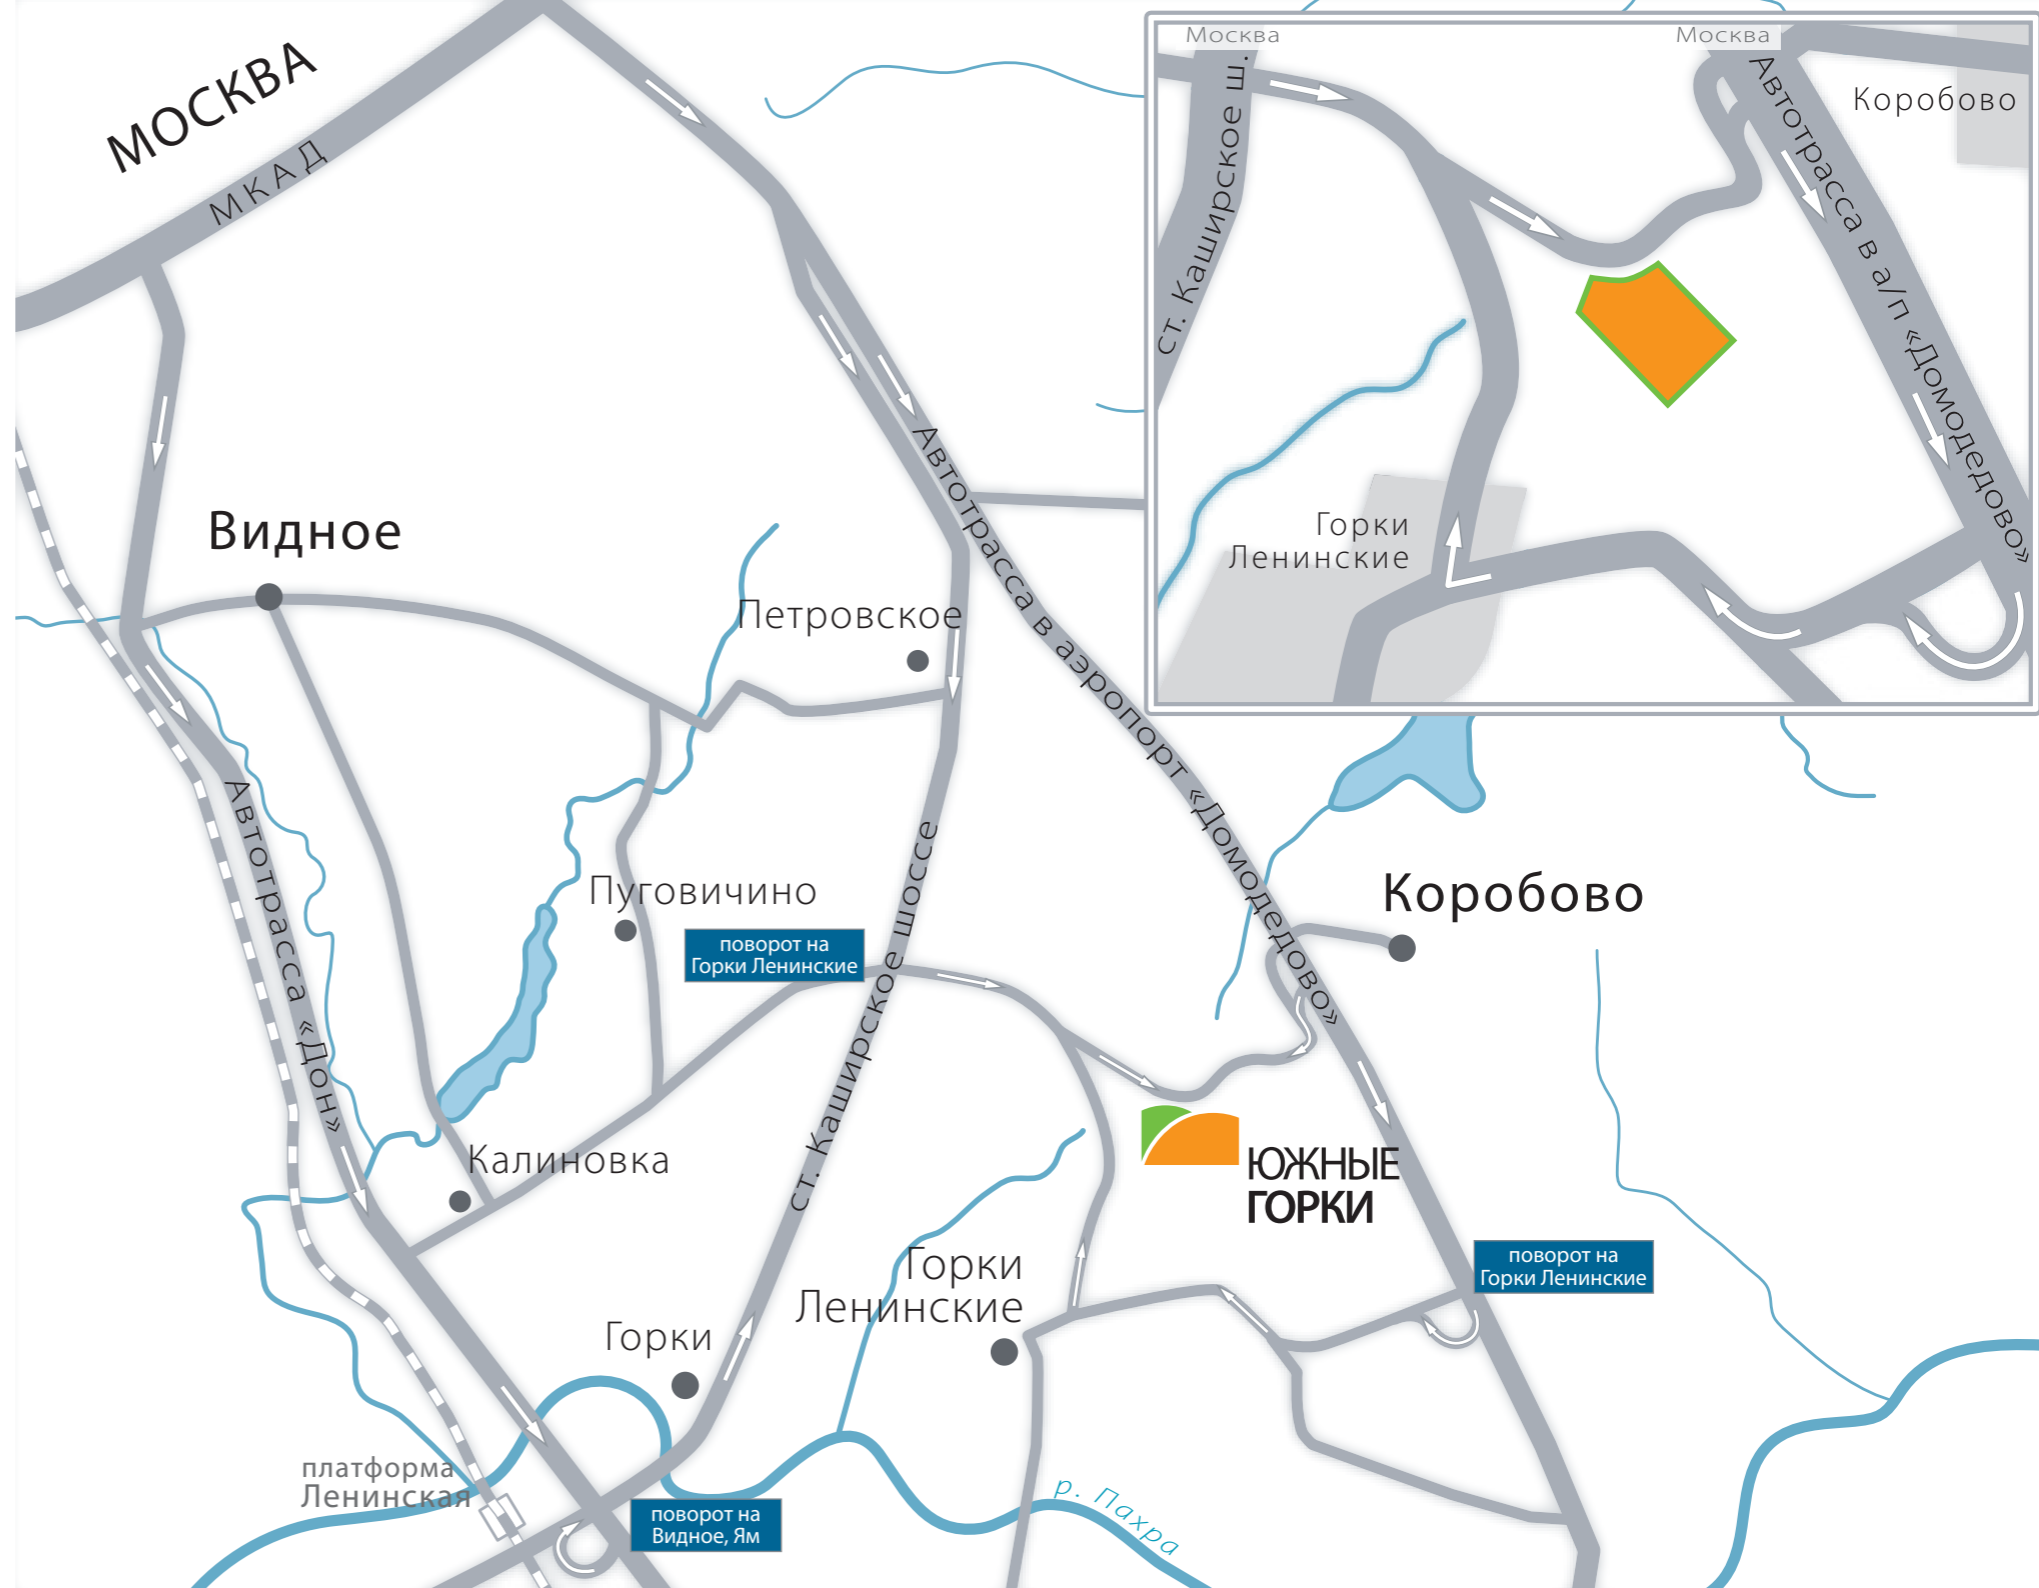 МОСКВА
МКАД
Видное
Петровское
Автотрасса в аэропорт «Домодедово»
Автотрасса «Дон»
Пуговичино
поворот на
Горки Ленинские
ст. Каширское шоссе
Коробово
Калиновка
ЮЖНЫЕ
ГОРКИ
Горки
Ленинские
поворот на
Горки Ленинские
Горки
платформа
Ленинская
поворот на
Видное, Ям
р. Пахра
Москва
Москва
ст. Каширское ш.
Автотрасса в а/п «Домодедово»
Коробово
Горки
Ленинские